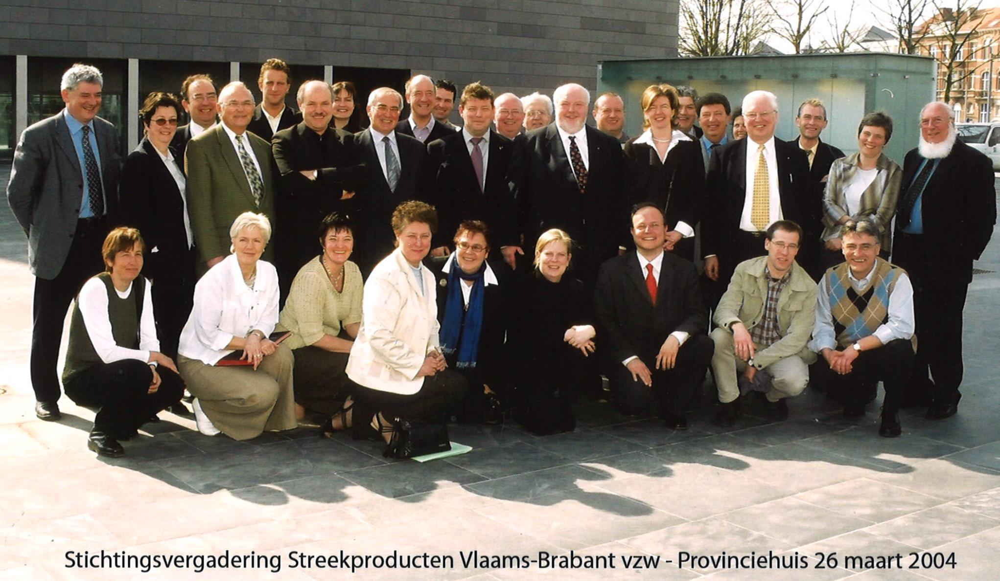 Stichtingsvergadering Streekproducten Vlaams-Brabant vzw - Provinciehuis 26 maart 2004